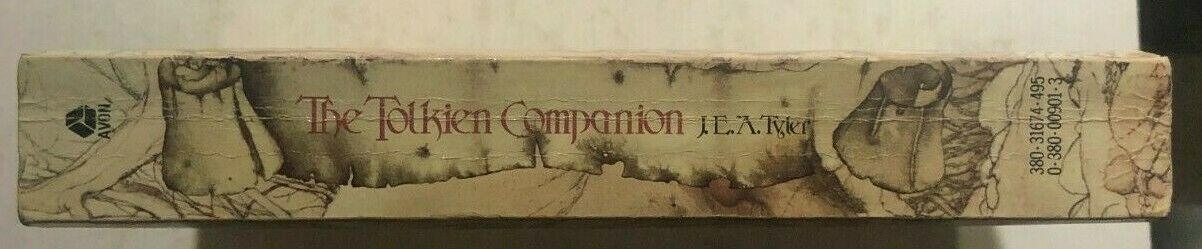 AVON
The Tolkien Companion J.E.A. Tyler
380·31674·495
0·380·00901·3